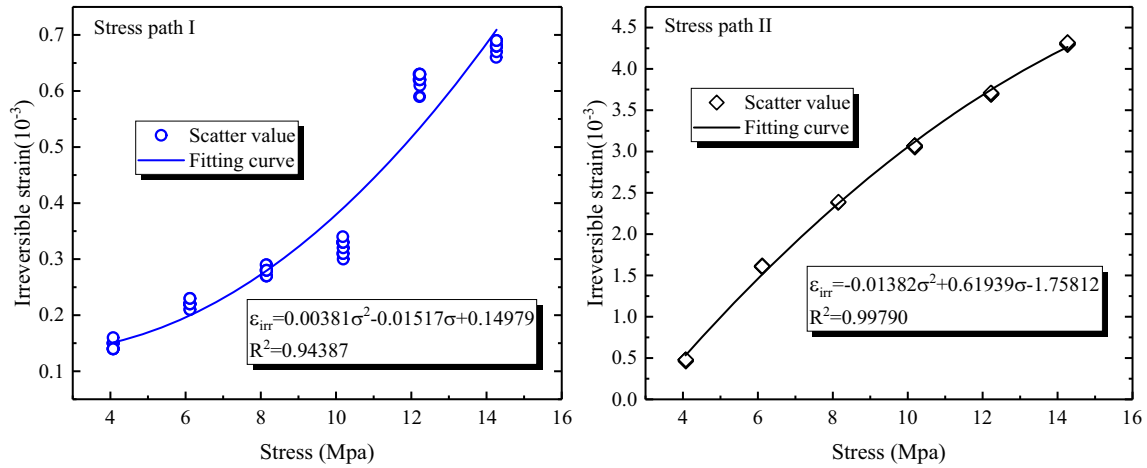 Stress path I
Irreversible strain(10⁻³)
0.7
0.6
0.5
0.4
0.3
0.2
0.1
Scatter value
Fitting curve
εirr=0.00381σ²-0.01517σ+0.14979
R²=0.94387
4 6 8 10 12 14 16
Stress (Mpa)
Stress path II
Irreversible strain(10⁻³)
4.5
4.0
3.5
3.0
2.5
2.0
1.5
1.0
0.5
0.0
Scatter value
Fitting curve
εirr=-0.01382σ²+0.61939σ-1.75812
R²=0.99790
4 6 8 10 12 14 16
Stress (Mpa)